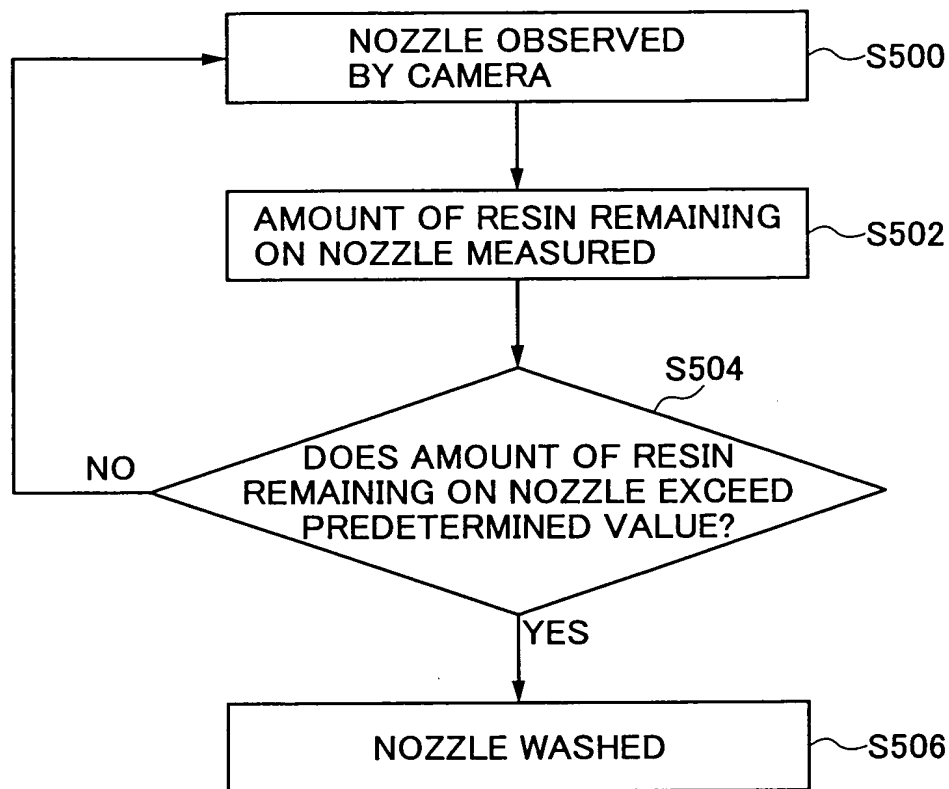 NOZZLE OBSERVED
BY CAMERA
S500
AMOUNT OF RESIN REMAINING
ON NOZZLE MEASURED
S502
S504
DOES AMOUNT OF RESIN
REMAINING ON NOZZLE EXCEED
PREDETERMINED VALUE?
NO
YES
NOZZLE WASHED
S506